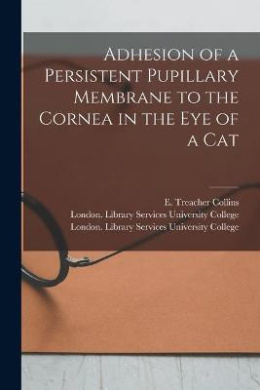 Adhesion of a
Persistent Pupillary
Membrane to the
Cornea in the Eye of
a Cat
E. Treacher Collins
London. Library Services University College
London. Library Services University College